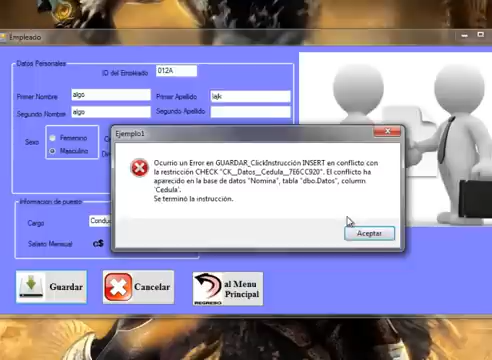 Empleado
Datos Personales
ID del Empleado
012A
Primer Nombre
algo
Primer Apellido
Segundo Nombre
algo
Segundo Apellido
Sexo
Femenino
Masculino
Ejemplo1
Ocurrio un Error en GUARDAR_ClickInstrucción INSERT en conflicto con
la restricción CHECK "CK__Datos__Cedula__7E6CC920". El conflicto ha
aparecido en la base de datos "Nomina", tabla "dbo.Datos", column
'Cedula'.
Se terminó la instrucción.
Aceptar
Informacion de puesto
Cargo
Conduc
Salario Mensual
C$
Guardar
Cancelar
REGRESO
al Menu
Principal